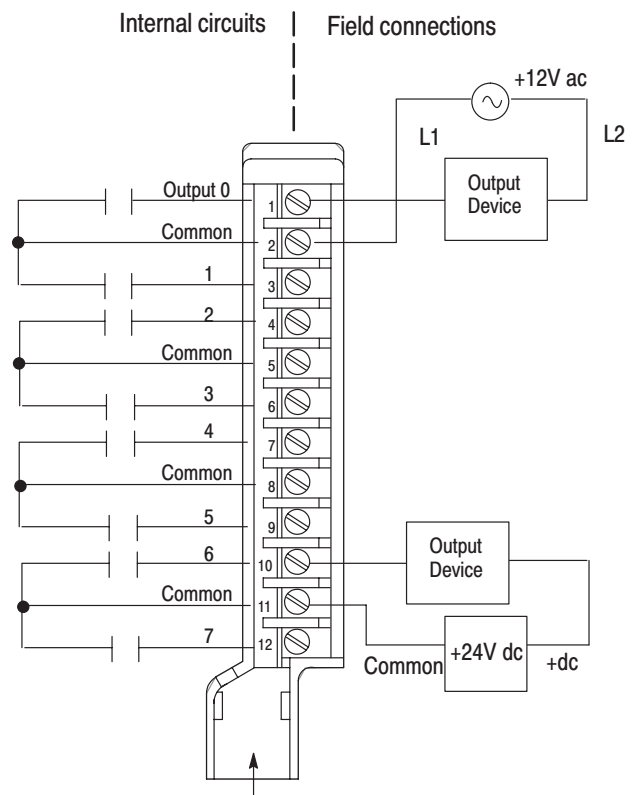 Internal circuits
Field connections
+12V ac
L1
L2
Output 0
1
Output
Device
Common
2
1
3
2
4
Common
5
3
6
4
7
Common
8
5
9
6
10
Output
Device
Common
11
7
12
Common
+24V dc
+dc